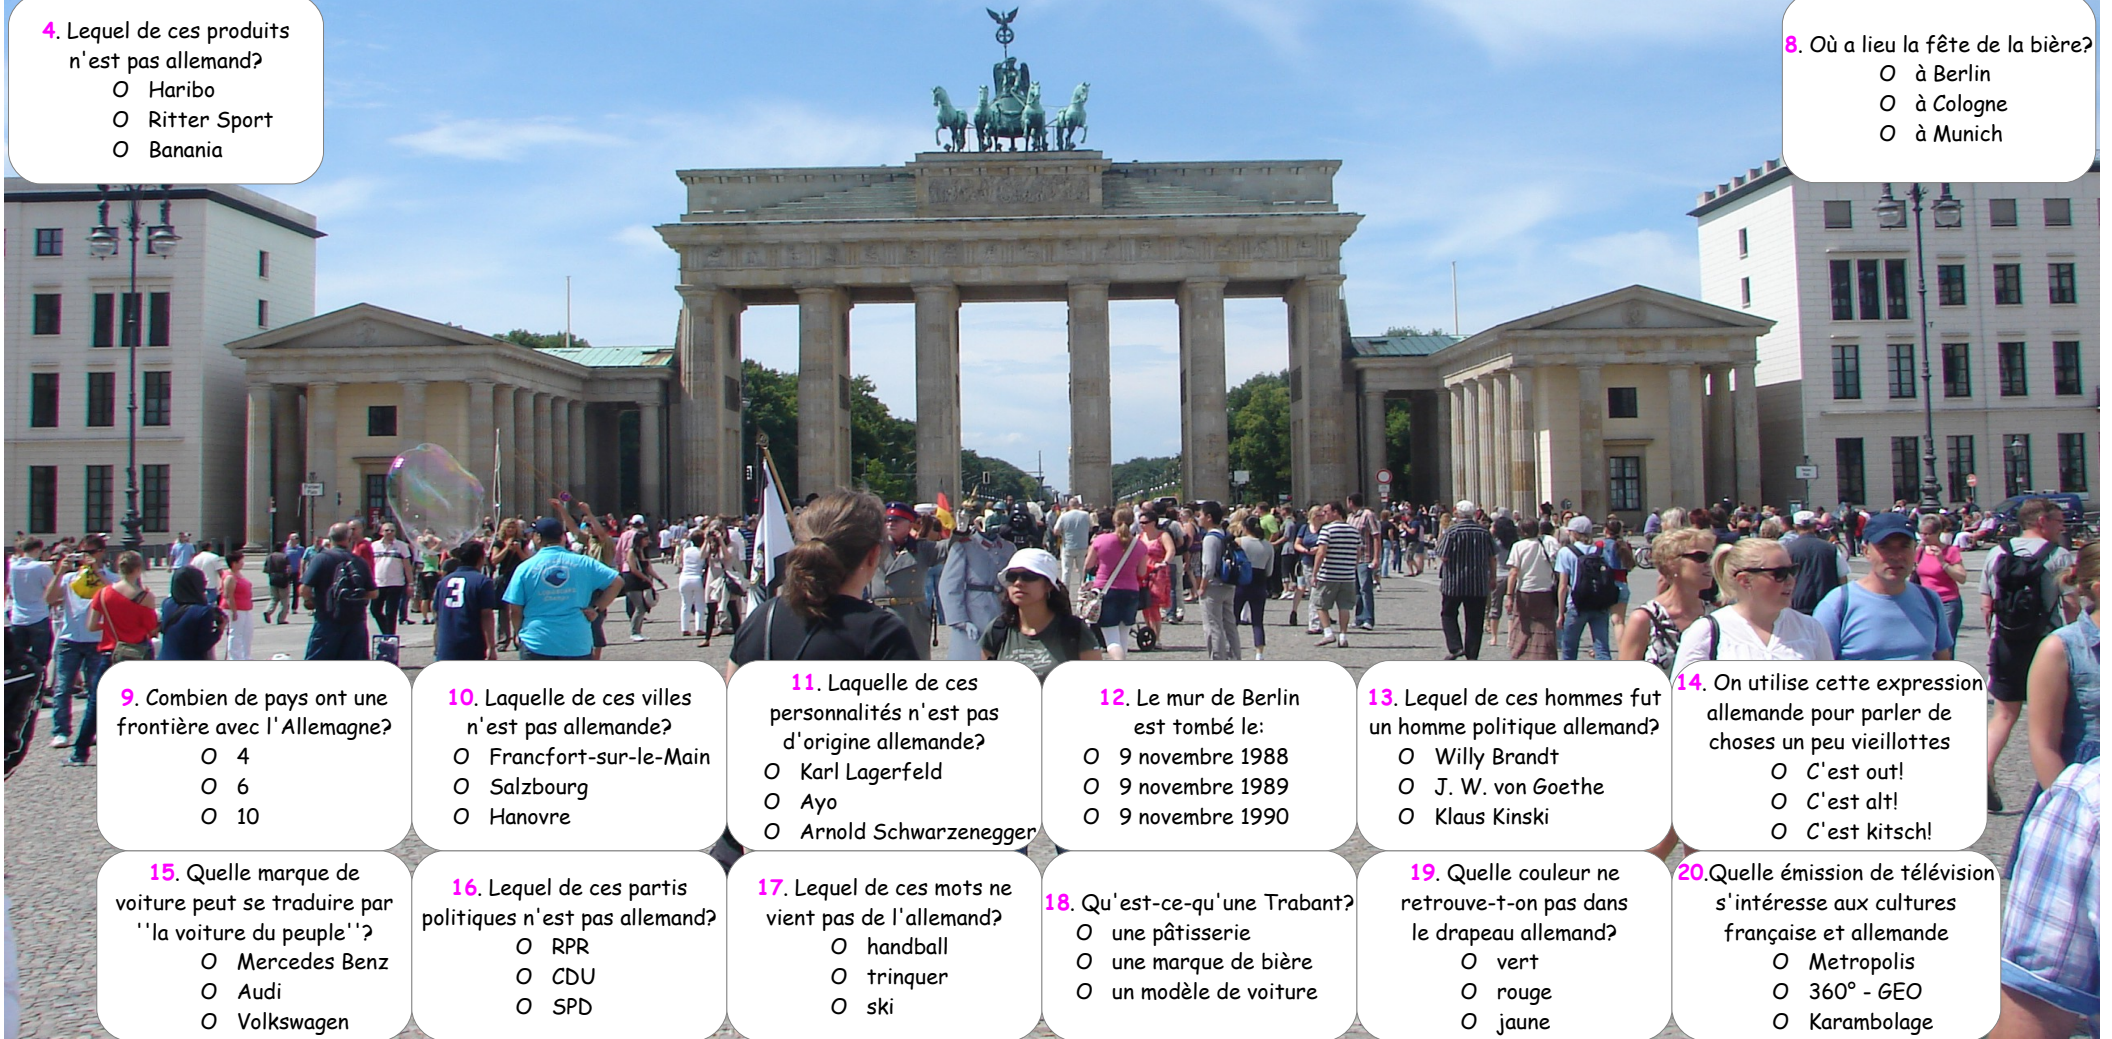 4. Lequel de ces produits
n'est pas allemand?
O Haribo
O Ritter Sport
O Banania
8. Où a lieu la fête de la bière?
O à Berlin
O à Cologne
O à Munich
3
9. Combien de pays ont une
frontière avec l'Allemagne?
O 4
O 6
O 10
10. Laquelle de ces villes
n'est pas allemande?
O Francfort-sur-le-Main
O Salzbourg
O Hanovre
11. Laquelle de ces
personnalités n'est pas
d'origine allemande?
O Karl Lagerfeld
O Ayo
O Arnold Schwarzenegger
12. Le mur de Berlin
est tombé le:
O 9 novembre 1988
O 9 novembre 1989
O 9 novembre 1990
13. Lequel de ces hommes fut
un homme politique allemand?
O Willy Brandt
O J. W. von Goethe
O Klaus Kinski
14. On utilise cette expression
allemande pour parler de
choses un peu vieillottes
O C'est out!
O C'est alt!
O C'est kitsch!
15. Quelle marque de
voiture peut se traduire par
''la voiture du peuple''?
O Mercedes Benz
O Audi
O Volkswagen
16. Lequel de ces partis
politiques n'est pas allemand?
O RPR
O CDU
O SPD
17. Lequel de ces mots ne
vient pas de l'allemand?
O handball
O trinquer
O ski
18. Qu'est-ce-qu'une Trabant?
O une pâtisserie
O une marque de bière
O un modèle de voiture
19. Quelle couleur ne
retrouve-t-on pas dans
le drapeau allemand?
O vert
O rouge
O jaune
20.Quelle émission de télévision
s'intéresse aux cultures
française et allemande
O Metropolis
O 360° - GEO
O Karambolage